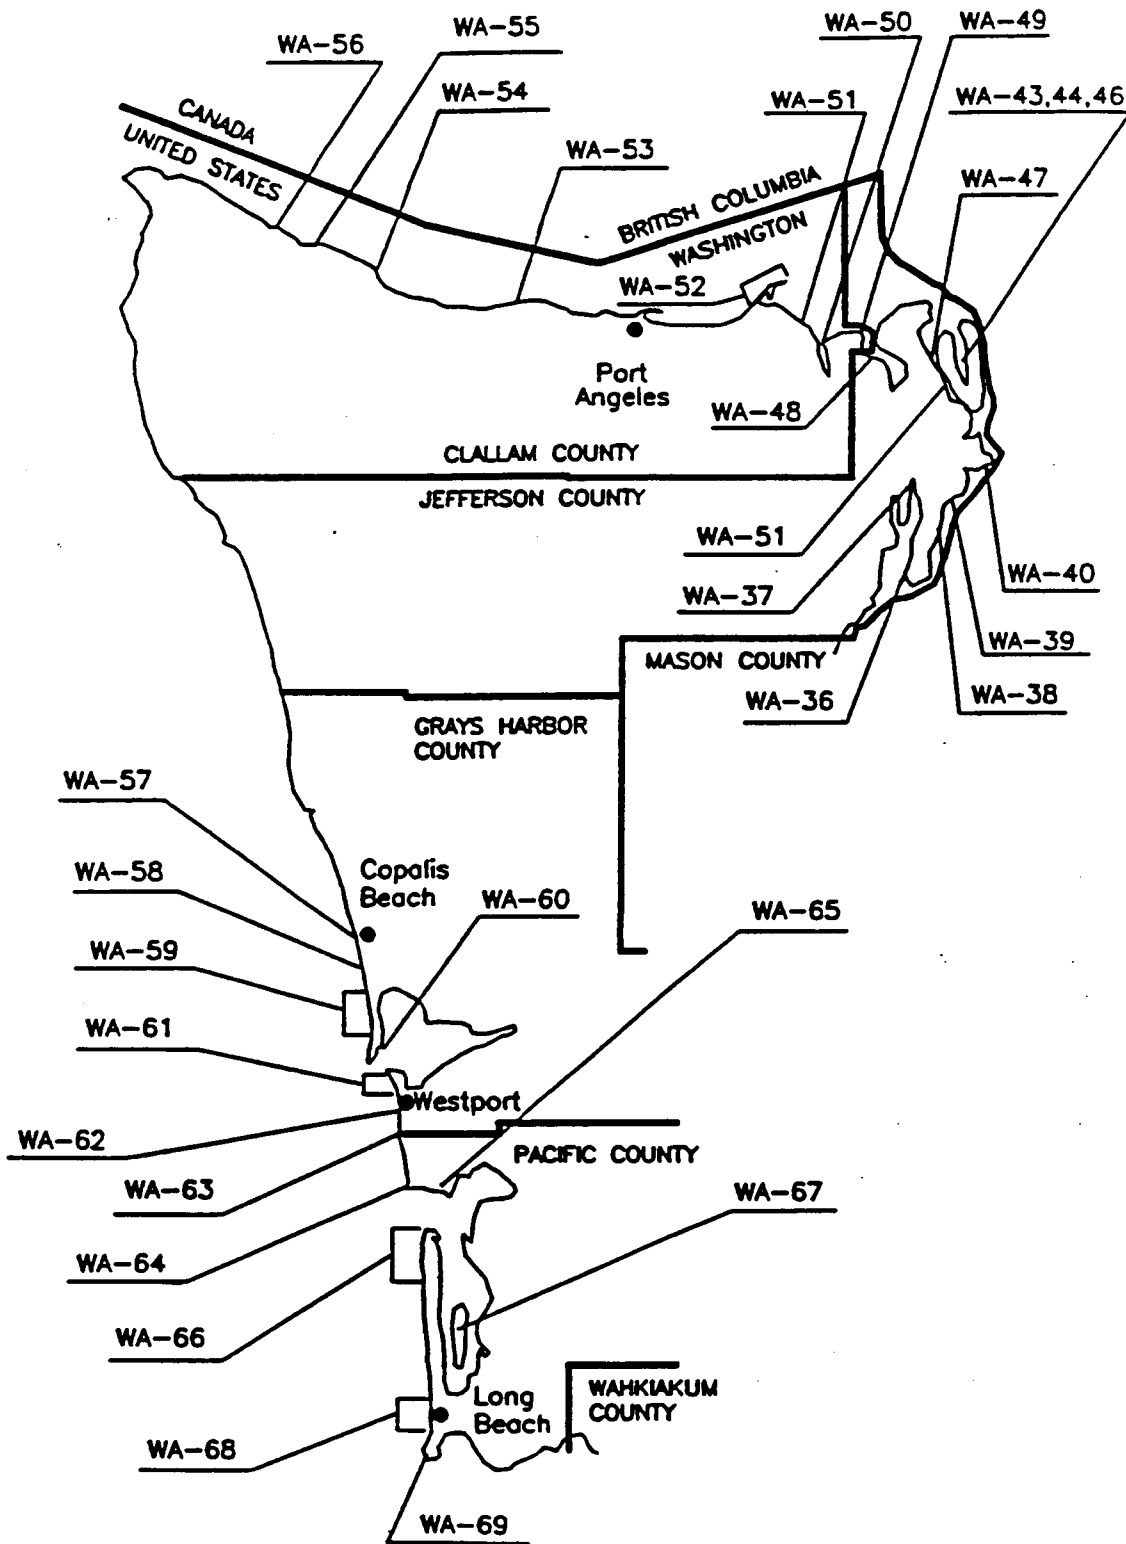 WA-50
WA-49
WA-55
WA-56
WA-54
WA-51
WA-43,44,46
CANADA
UNITED STATES
WA-53
BRITISH COLUMBIA
WASHINGTON
WA-47
WA-52
Port
Angeles
WA-48
CLALLAM COUNTY
JEFFERSON COUNTY
WA-51
WA-40
WA-37
WA-39
MASON COUNTY
WA-36
WA-38
GRAYS HARBOR
COUNTY
WA-57
WA-58
Copalis
Beach
WA-60
WA-65
WA-59
WA-61
Westport
WA-62
PACIFIC COUNTY
WA-63
WA-67
WA-64
WA-66
Long
Beach
WAHKIAKUM
COUNTY
WA-68
WA-69